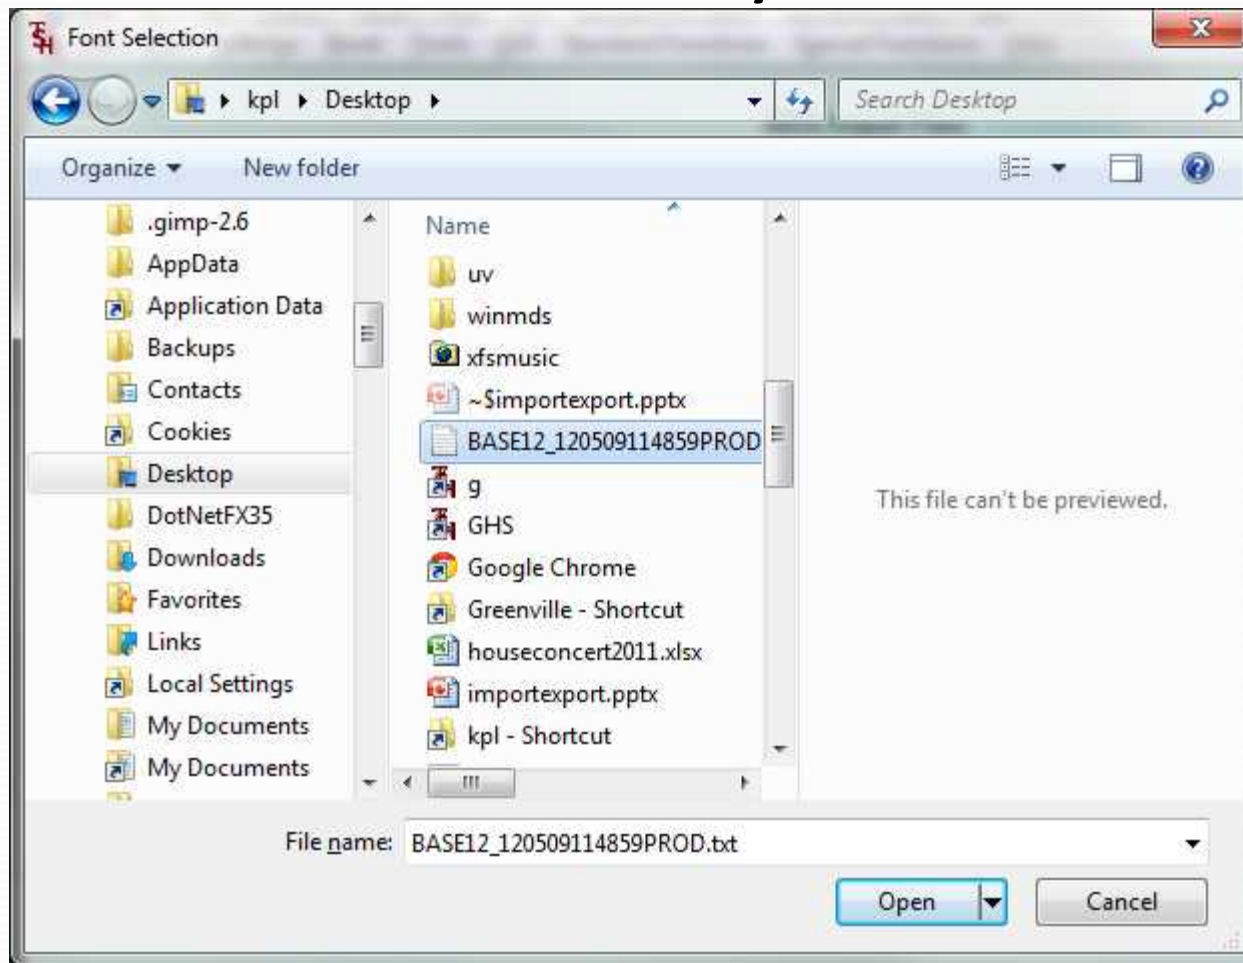 Font Selection
kpl Desktop
Search Desktop
Organize
New folder
.gimp-2.6
AppData
Application Data
Backups
Contacts
Cookies
Desktop
DotNetFX35
Downloads
Favorites
Links
Local Settings
My Documents
My Documents
Name
uv
winmds
xfsmusic
~$importexport.pptx
BASE12_120509114859PROD
g
GHS
Google Chrome
Greenville - Shortcut
houseconcert2011.xlsx
importexport.pptx
kpl - Shortcut
This file can't be previewed.
File name: BASE12_120509114859PROD.txt
Open
Cancel